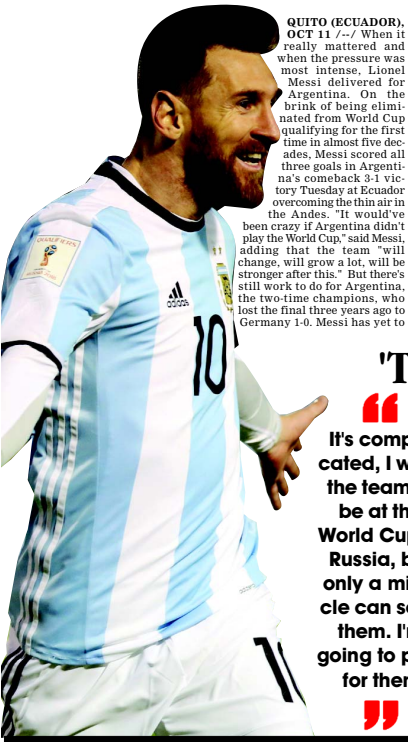 QUITO (ECUADOR),
OCT 11 /--/ When it
really mattered and
when the pressure was
most intense, Lionel
Messi delivered for
Argentina. On the
brink of being elimi-
nated from World Cup
qualifying for the first
time in almost five dec-
ades, Messi scored all
three goals in Argenti-
na's comeback 3-1 vic-
tory Tuesday at Ecuador
overcoming the thin air in
the Andes. "It would've
been crazy if Argentina didn't
play the World Cup," said Messi,
adding that the team "will
change, will grow a lot, will be
stronger after this." But there's
still work to do for Argentina,
the two-time champions, who
lost the final three years ago to
Germany 1-0. Messi has yet to
QUALIFIERS
adidas
10
'T
“
It's comp
cated, I w
the team
be at th
World Cup
Russia, b
only a mi
cle can sa
them. I'
going to p
for ther
”